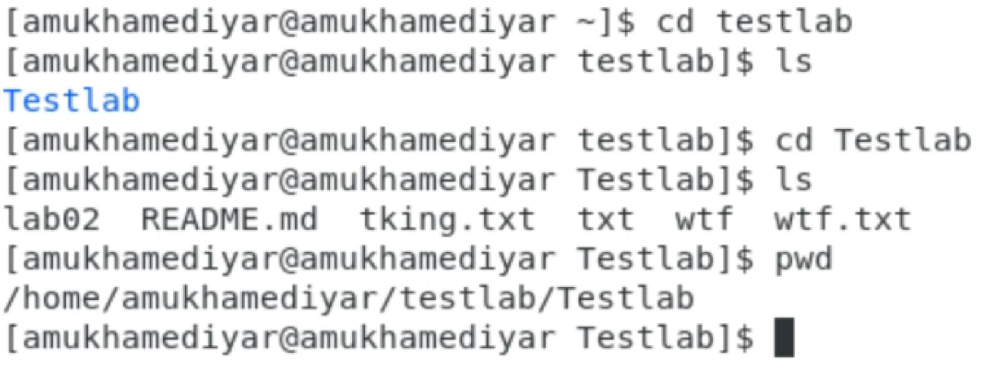 [amukhamediyar@amukhamediyar ~]$ cd testlab
[amukhamediyar@amukhamediyar testlab]$ ls
Testlab
[amukhamediyar@amukhamediyar testlab]$ cd Testlab
[amukhamediyar@amukhamediyar Testlab]$ ls
lab02  README.md  tking.txt  txt  wtf  wtf.txt
[amukhamediyar@amukhamediyar Testlab]$ pwd
/home/amukhamediyar/testlab/Testlab
[amukhamediyar@amukhamediyar Testlab]$